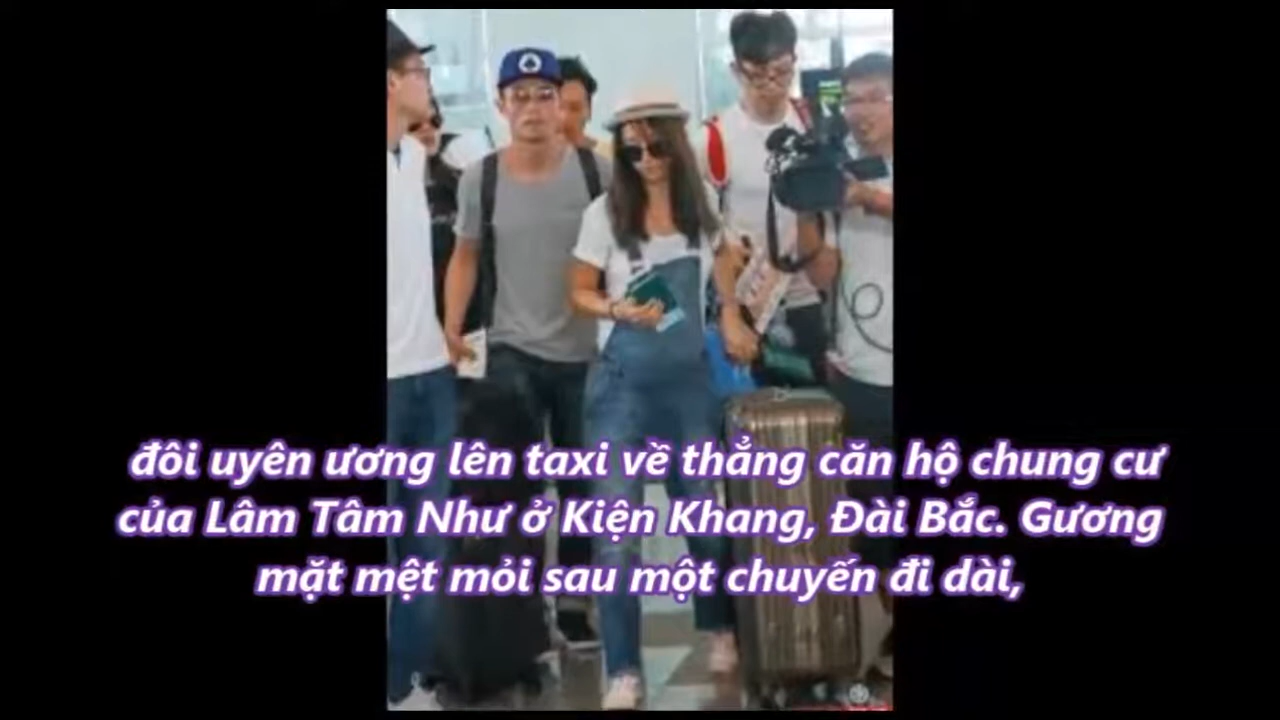 đôi uyên ương lên taxi về thẳng căn hộ chung cư
của Lâm Tâm Như ở Kiện Khang, Đài Bắc. Gương
mặt mệt mỏi sau một chuyến đi dài,